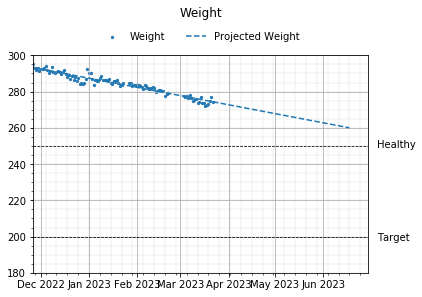 Weight
Weight Projected Weight
300
280
260
240
220
200
180
Healthy
Target
Dec 2022 Jan 2023 Feb 2023 Mar 2023 Apr 2023 May 2023 Jun 2023